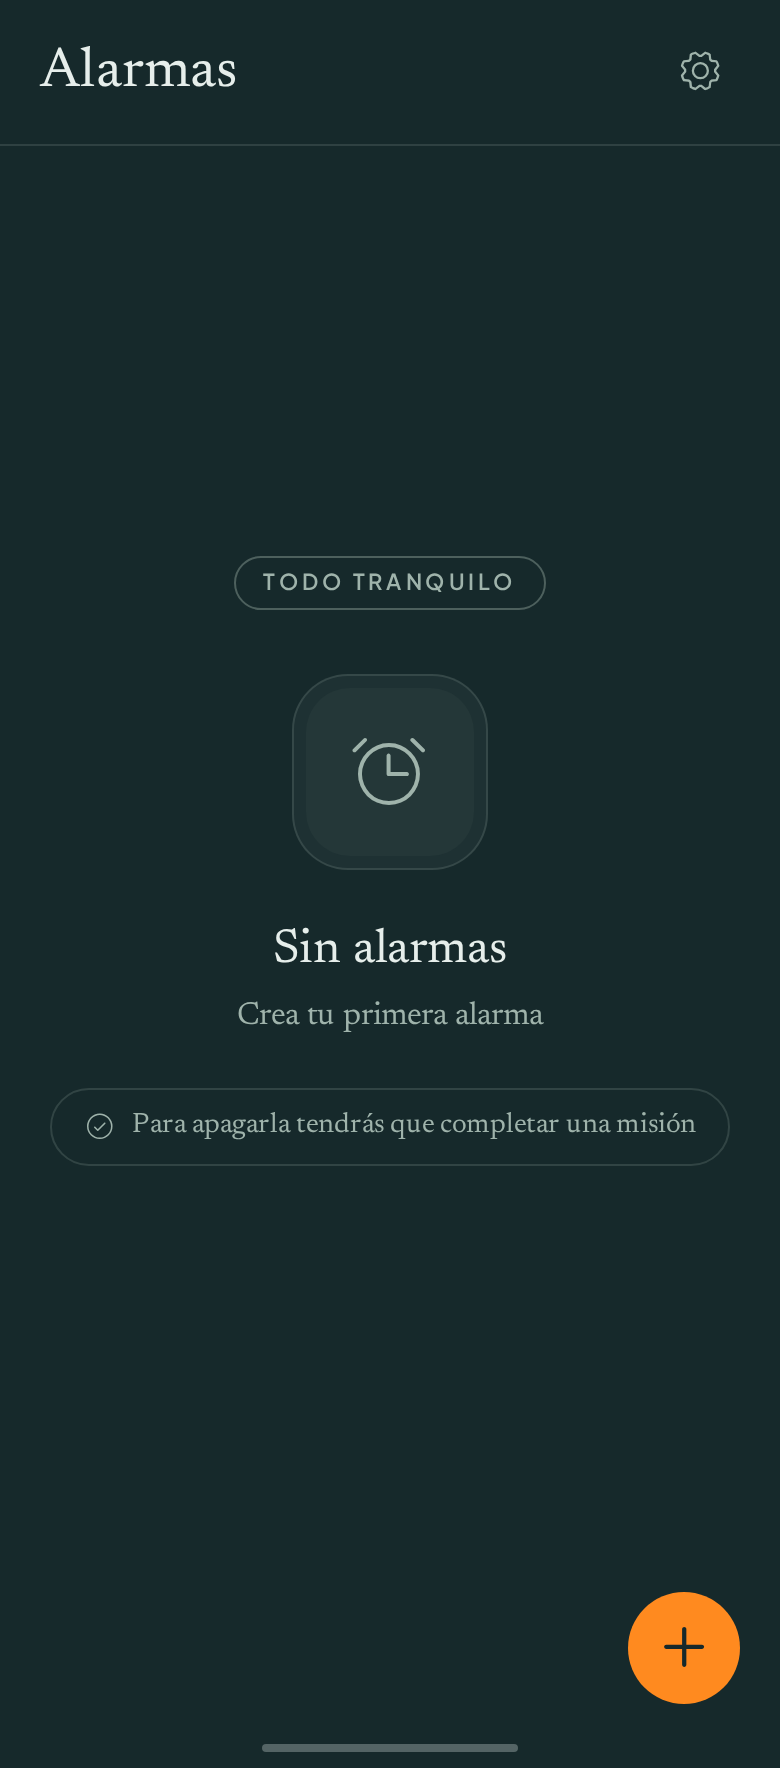 Alarmas
TODO TRANQUILO
Sin alarmas
Crea tu primera alarma
Para apagarla tendrás que completar una misión